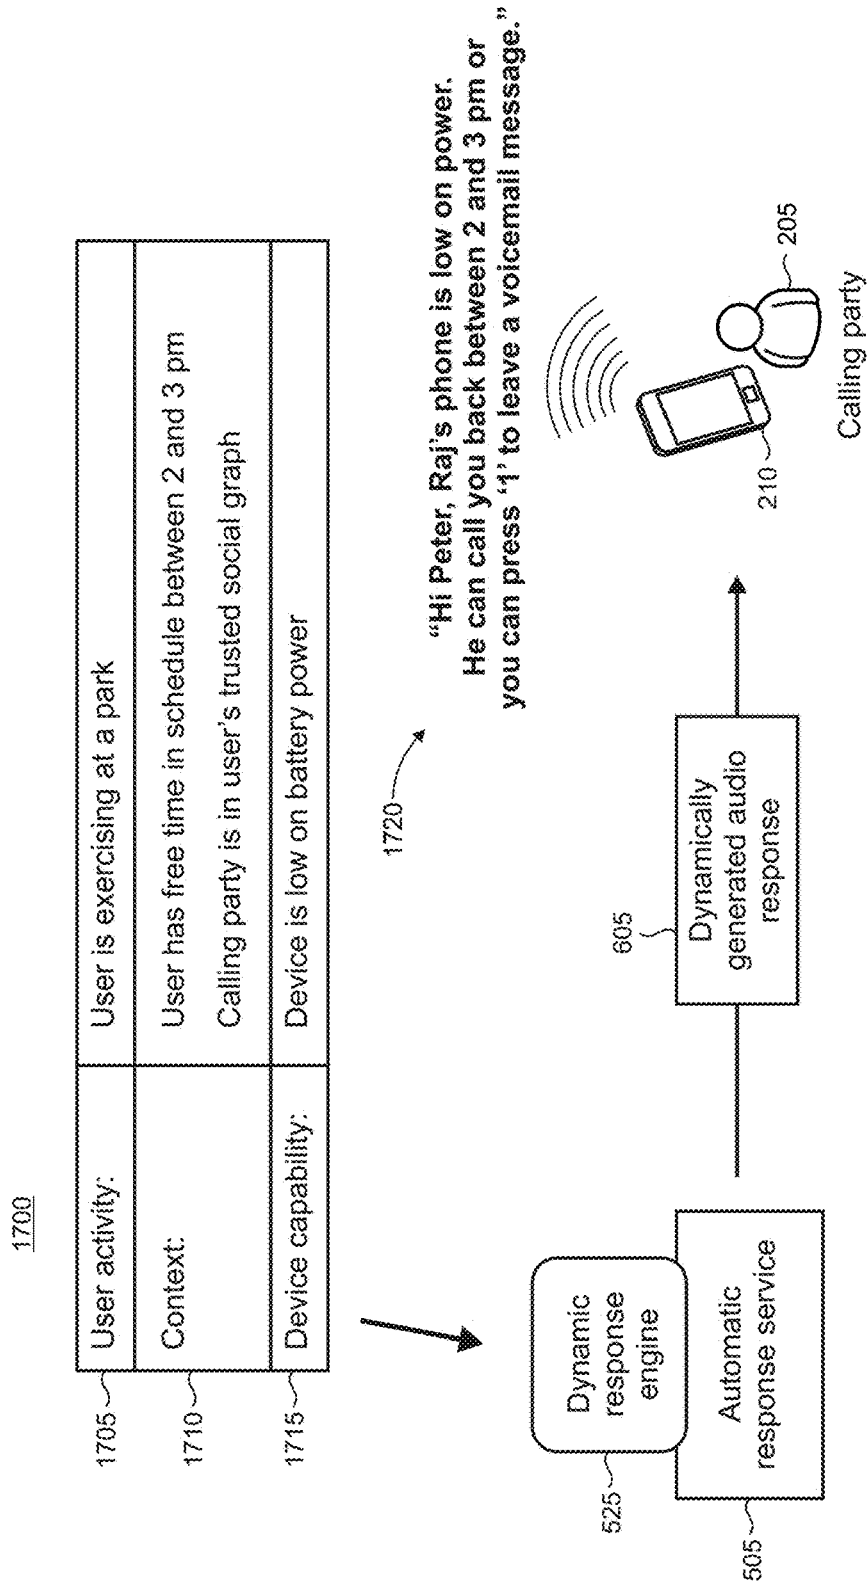 1700
1705
User activity:
User is exercising at a park
1710
Context:
User has free time in schedule between 2 and 3 pm
Calling party is in user's trusted social graph
1715
Device capability:
Device is low on battery power
1720
"Hi Peter, Raj's phone is low on power.
He can call you back between 2 and 3 pm or
you can press '1' to leave a voicemail message."
525
Dynamic
response
engine
505
Automatic
response service
605
Dynamically
generated audio
response
210
205
Calling party